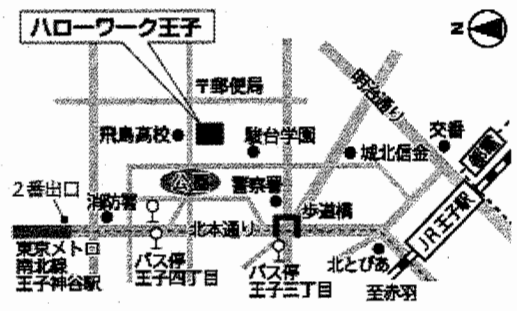 ハローワーク王子
N
〒郵便局
明治通り
飛鳥高校
駿台学園
城北信金
交番
公園
警察署
2番出口
消防署
歩道橋
北本通り
JR王子駅
東京メトロ
南北線
王子神谷駅
バス停
王子四丁目
バス停
王子三丁目
北とぴあ
至赤羽